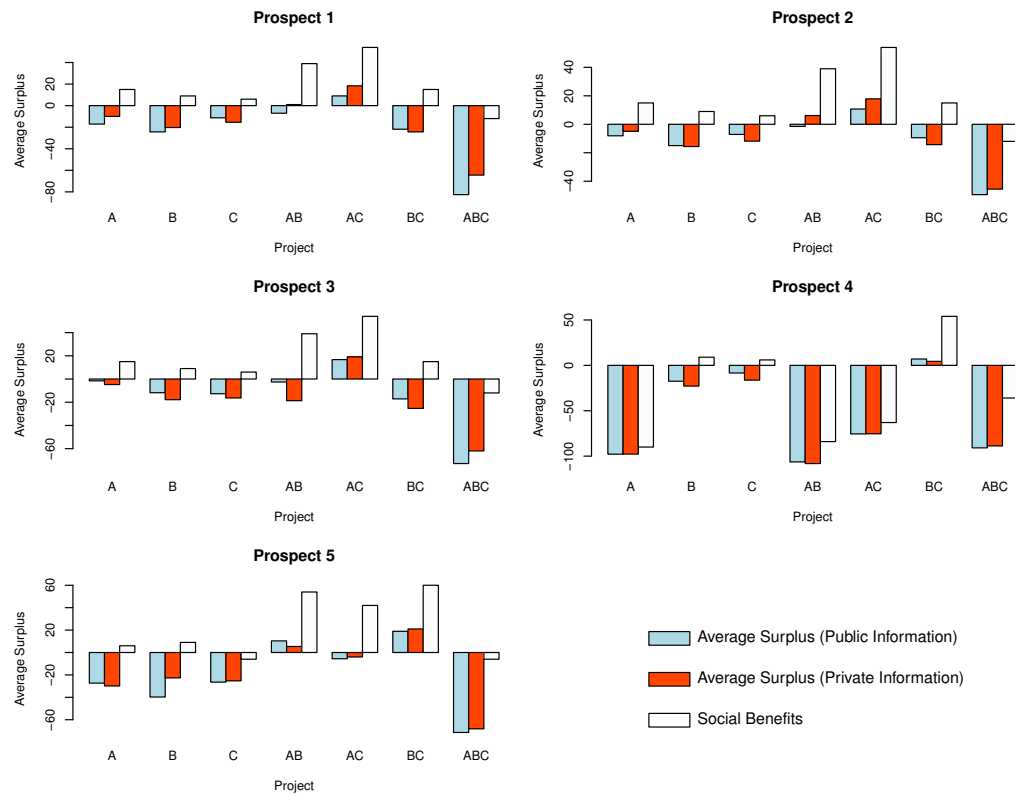 Prospect 1
Average Surplus
20
0
−40
−80
A B C AB AC BC ABC
Project
Prospect 2
Average Surplus
40
20
0
−40
A B C AB AC BC ABC
Project
Prospect 3
Average Surplus
20
−20
−60
A B C AB AC BC ABC
Project
Prospect 4
Average Surplus
50
0
−50
−100
A B C AB AC BC ABC
Project
Prospect 5
Average Surplus
60
20
−20
−60
A B C AB AC BC ABC
Project
Average Surplus (Public Information)
Average Surplus (Private Information)
Social Benefits